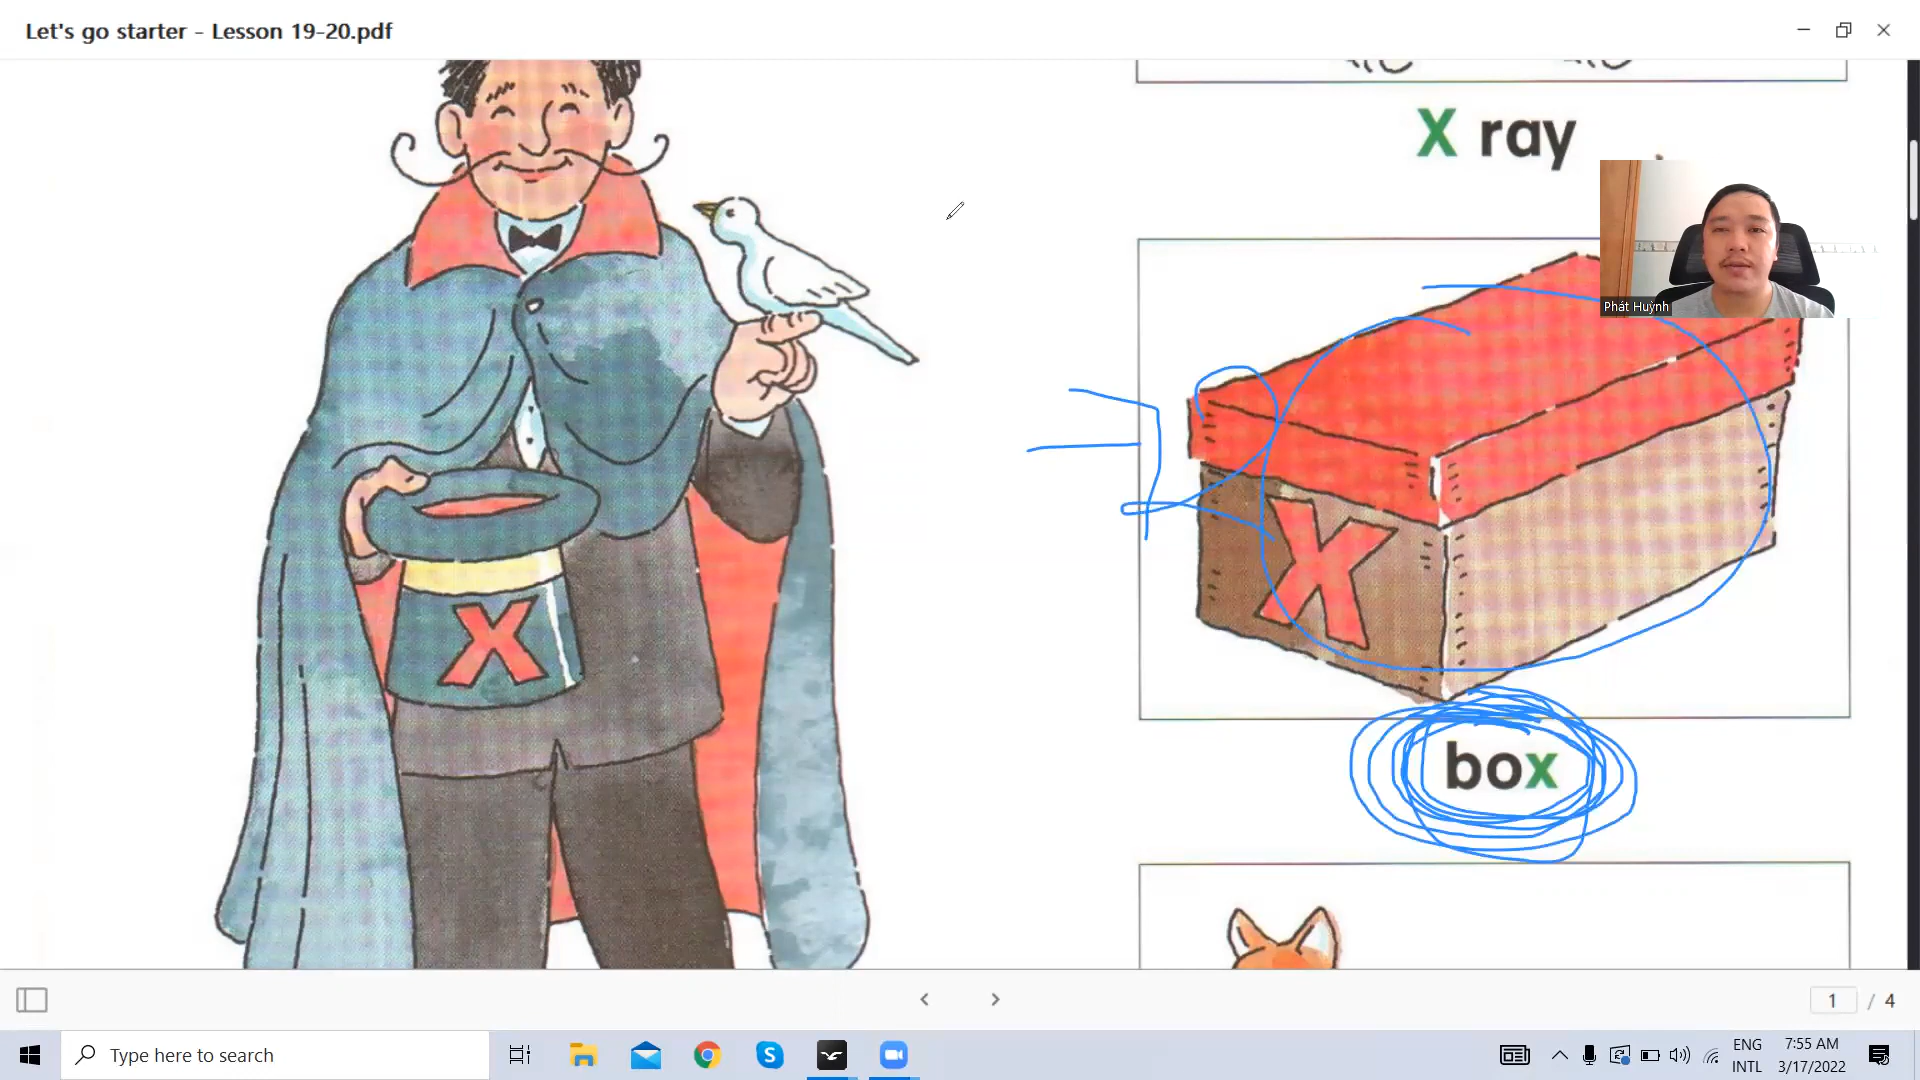 Let's go starter - Lesson 19-20.pdf
X ray
Phát Huỳnh
X
X
box
1 / 4
Type here to search
ENG
INTL
7:55 AM
3/17/2022